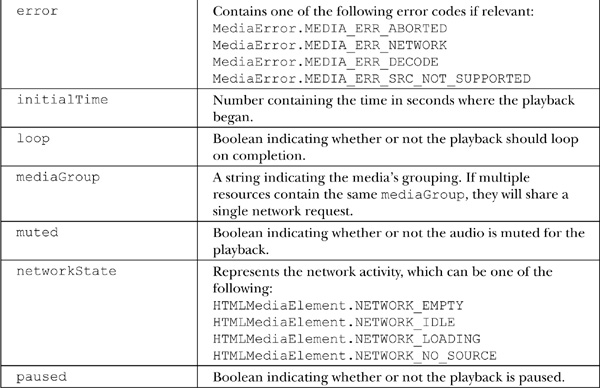 error
Contains one of the following error codes if relevant:
MediaError.MEDIA_ERR_ABORTED
MediaError.MEDIA_ERR_NETWORK
MediaError.MEDIA_ERR_DECODE
MediaError.MEDIA_ERR_SRC_NOT_SUPPORTED
initialTime
Number containing the time in seconds where the playback
began.
loop
Boolean indicating whether or not the playback should loop
on completion.
mediaGroup
A string indicating the media’s grouping. If multiple
resources contain the same mediaGroup, they will share a
single network request.
muted
Boolean indicating whether or not the audio is muted for the
playback.
networkState
Represents the network activity, which can be one of the
following:
HTMLMediaElement.NETWORK_EMPTY
HTMLMediaElement.NETWORK_IDLE
HTMLMediaElement.NETWORK_LOADING
HTMLMediaElement.NETWORK_NO_SOURCE
paused
Boolean indicating whether or not the playback is paused.